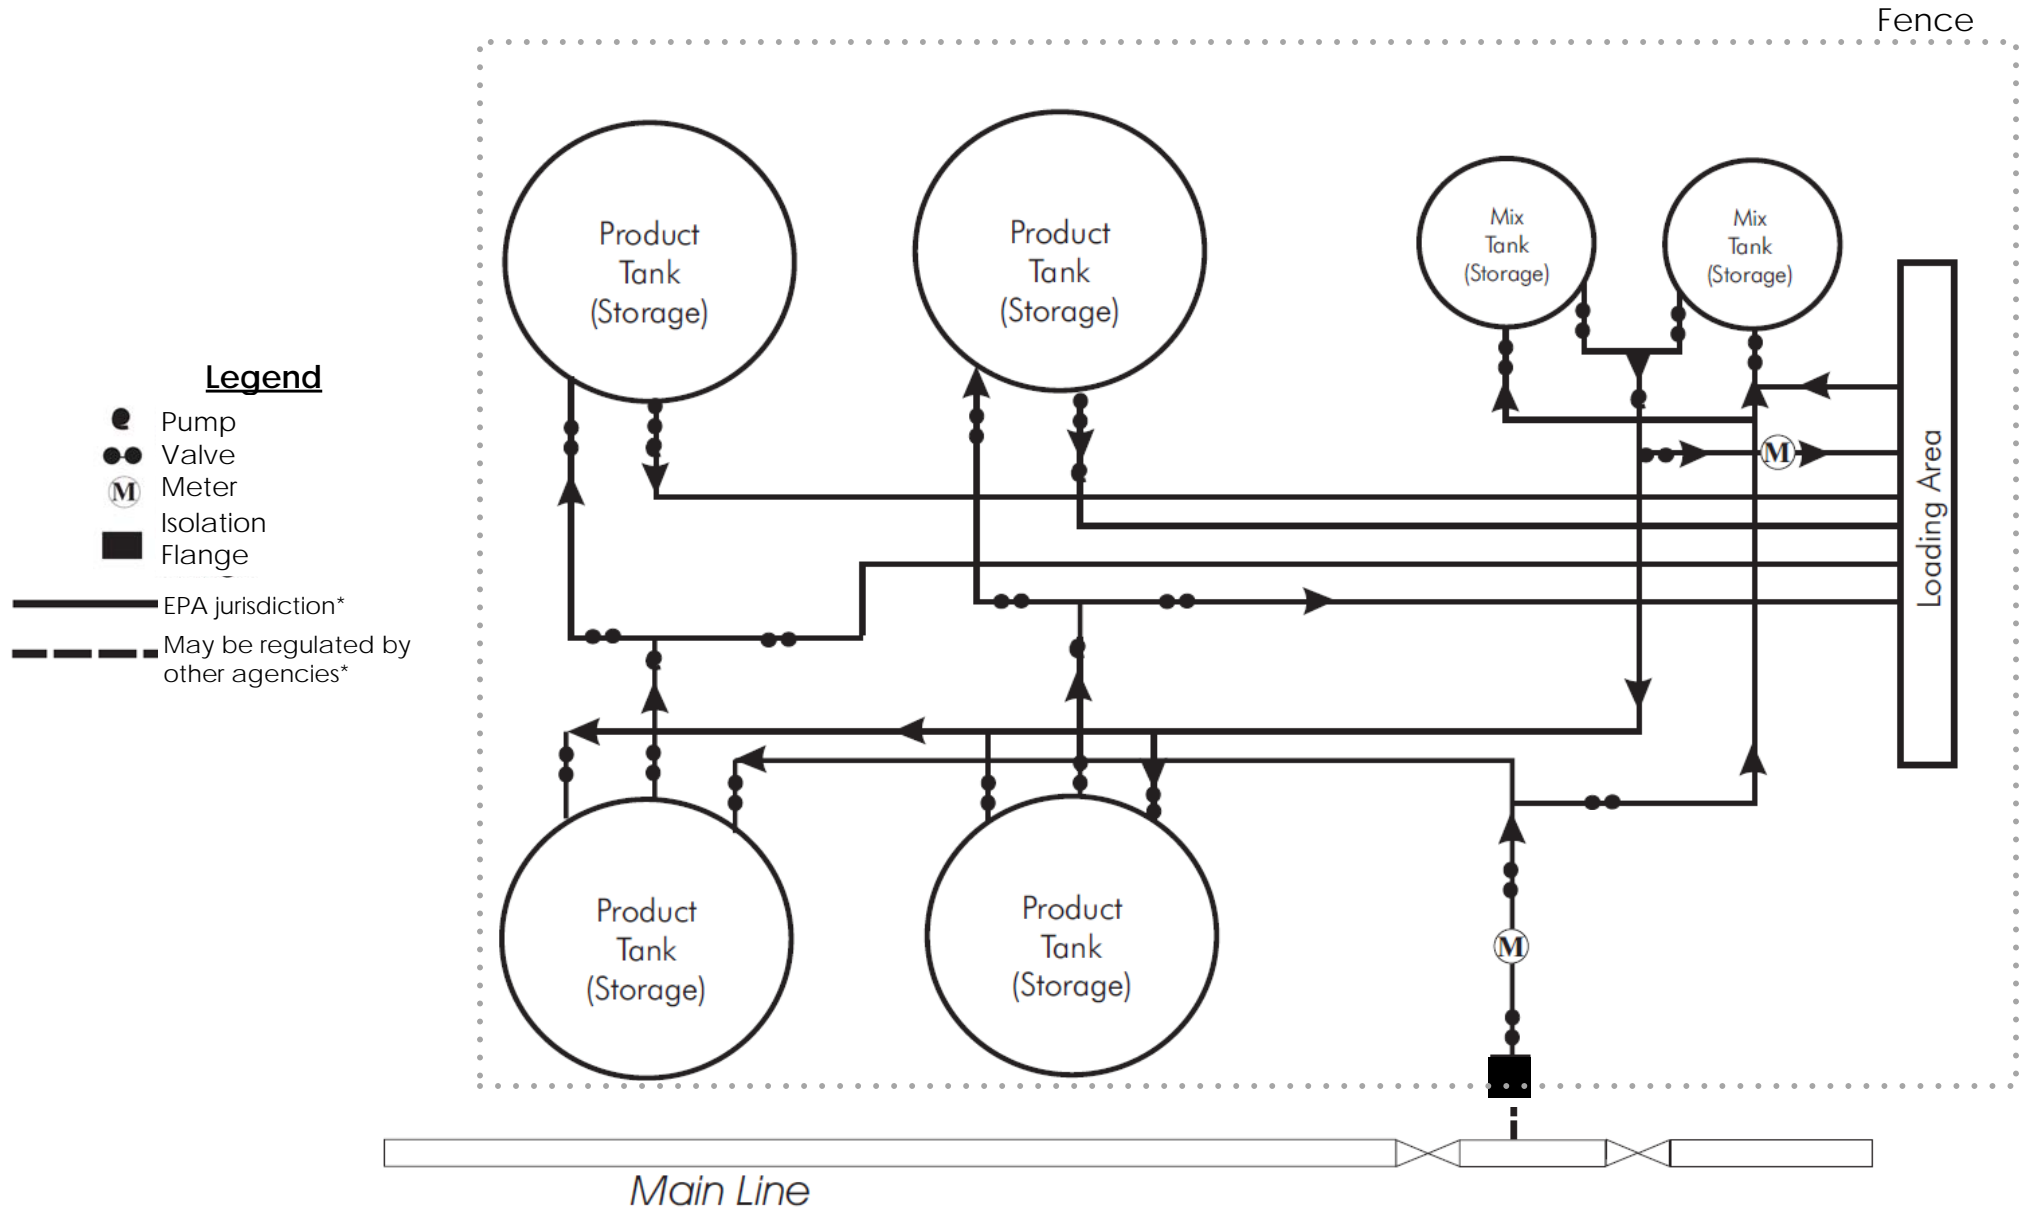 Fence
Product
Tank
(Storage)
Product
Tank
(Storage)
Mix
Tank
(Storage)
Mix
Tank
(Storage)
Legend
Pump
Valve
M
Meter
Isolation
Flange
EPA jurisdiction*
May be regulated by
other agencies*
M
Loading Area
Product
Tank
(Storage)
Product
Tank
(Storage)
M
Main Line